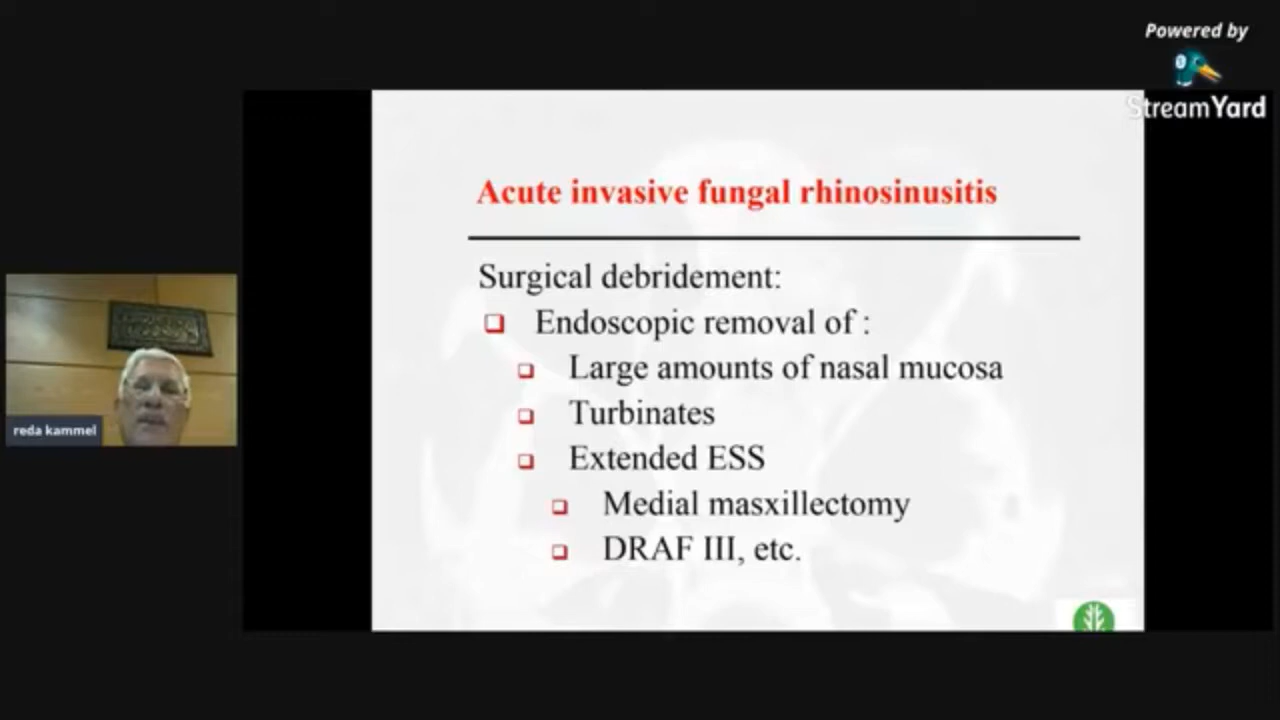 Powered by
StreamYard
Acute invasive fungal rhinosinusitis
Surgical debridement:
Endoscopic removal of :
Large amounts of nasal mucosa
Turbinates
Extended ESS
Medial masxillectomy
DRAF III, etc.
reda kammel